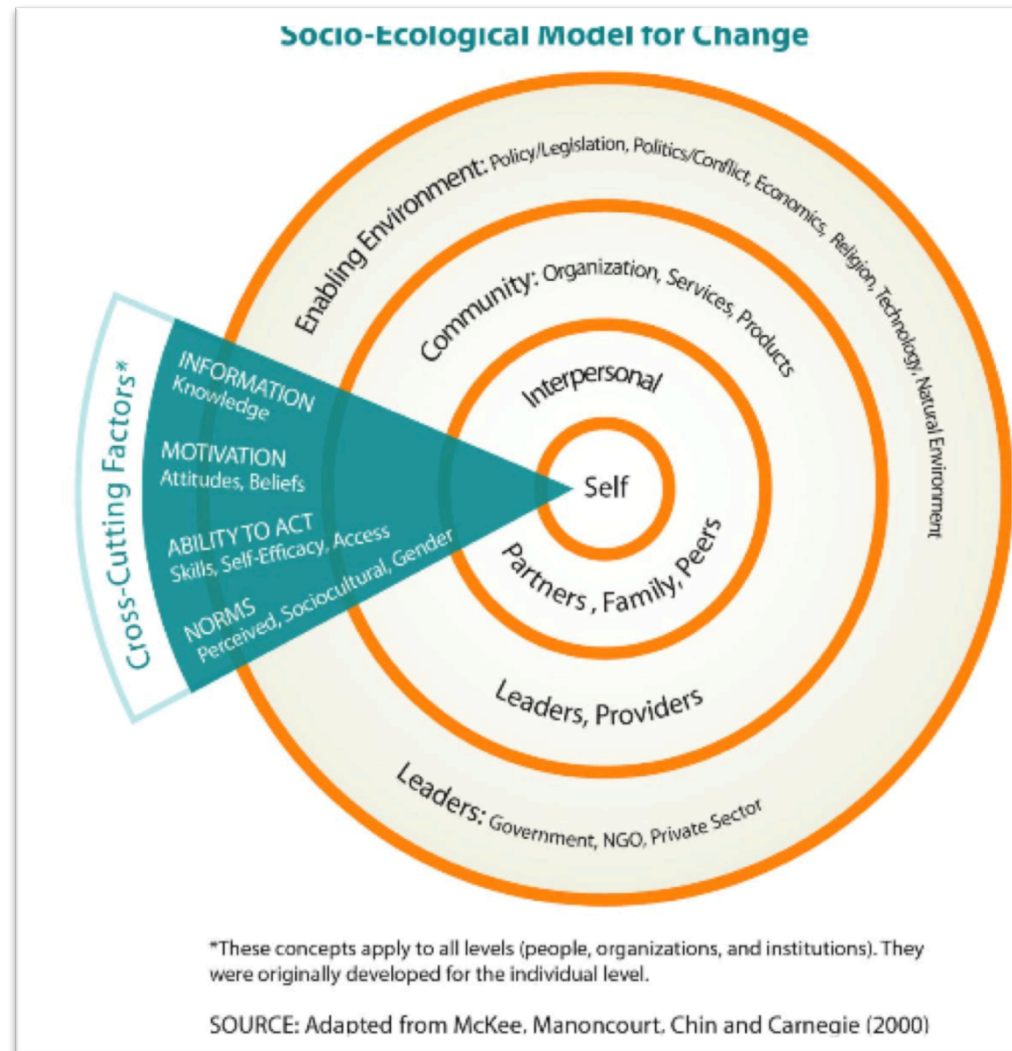 Socio-Ecological Model for Change
Enabling Environment: Policy/Legislation, Politics/Conflict, Economics, Religion, Technology, Natural Environment
Community: Organization, Services, Products
Interpersonal
Self
Partners , Family, Peers
Leaders, Providers
Leaders: Government, NGO, Private Sector
Cross-Cutting Factors*
INFORMATION
Knowledge
MOTIVATION
Attitudes, Beliefs
ABILITY TO ACT
Skills, Self-Efficacy, Access
NORMS
Perceived, Sociocultural, Gender
*These concepts apply to all levels (people, organizations, and institutions). They
were originally developed for the individual level.
SOURCE: Adapted from McKee, Manoncourt, Chin and Carnegie (2000)